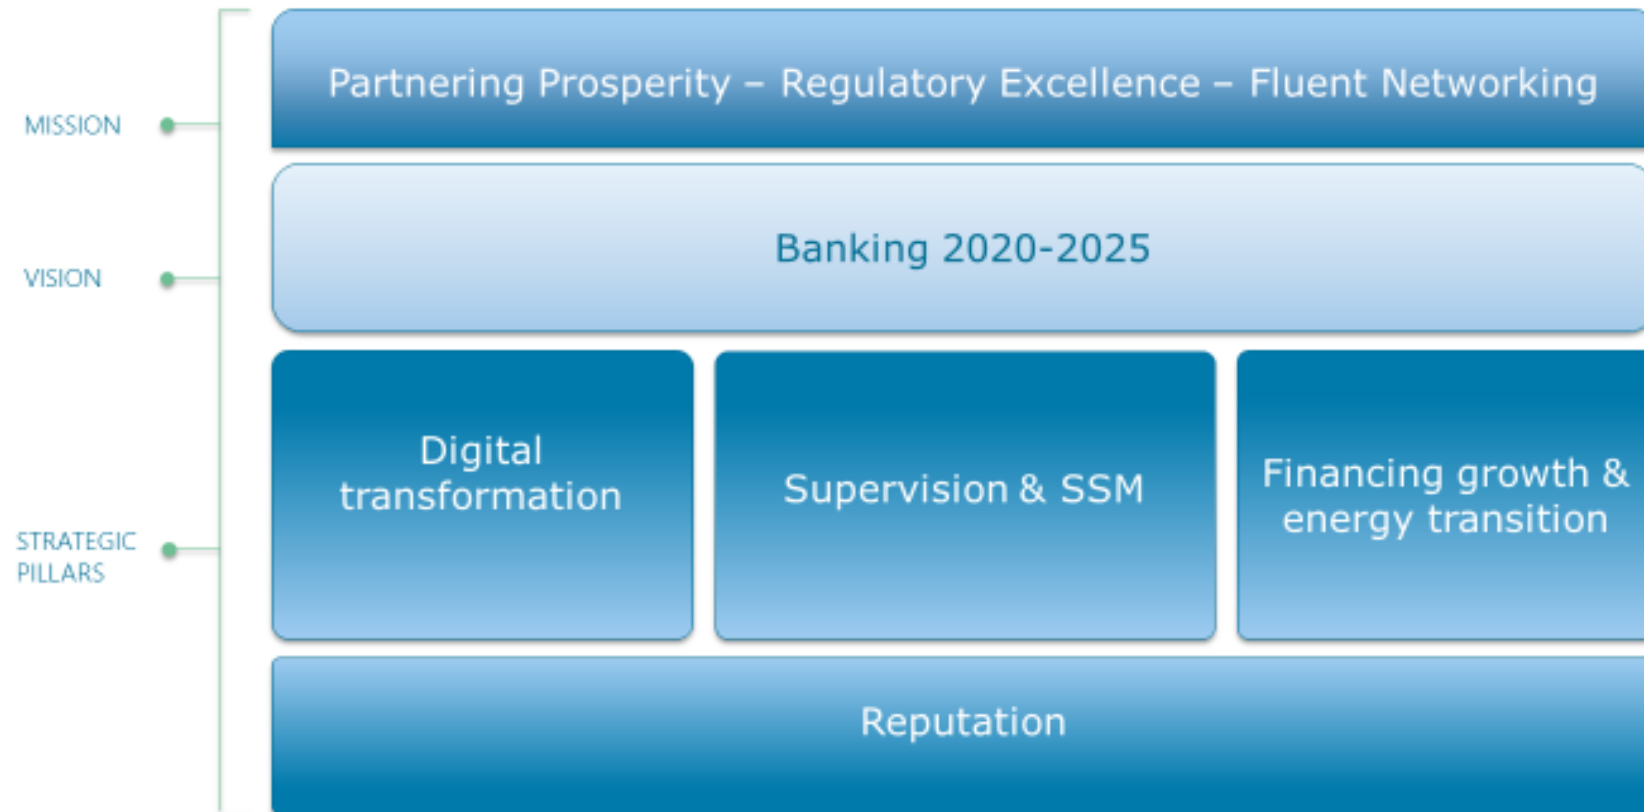 Partnering Prosperity – Regulatory Excellence – Fluent Networking
MISSION
Banking 2020-2025
VISION
Digital
transformation
Supervision & SSM
Financing growth &
energy transition
STRATEGIC
PILLARS
Reputation